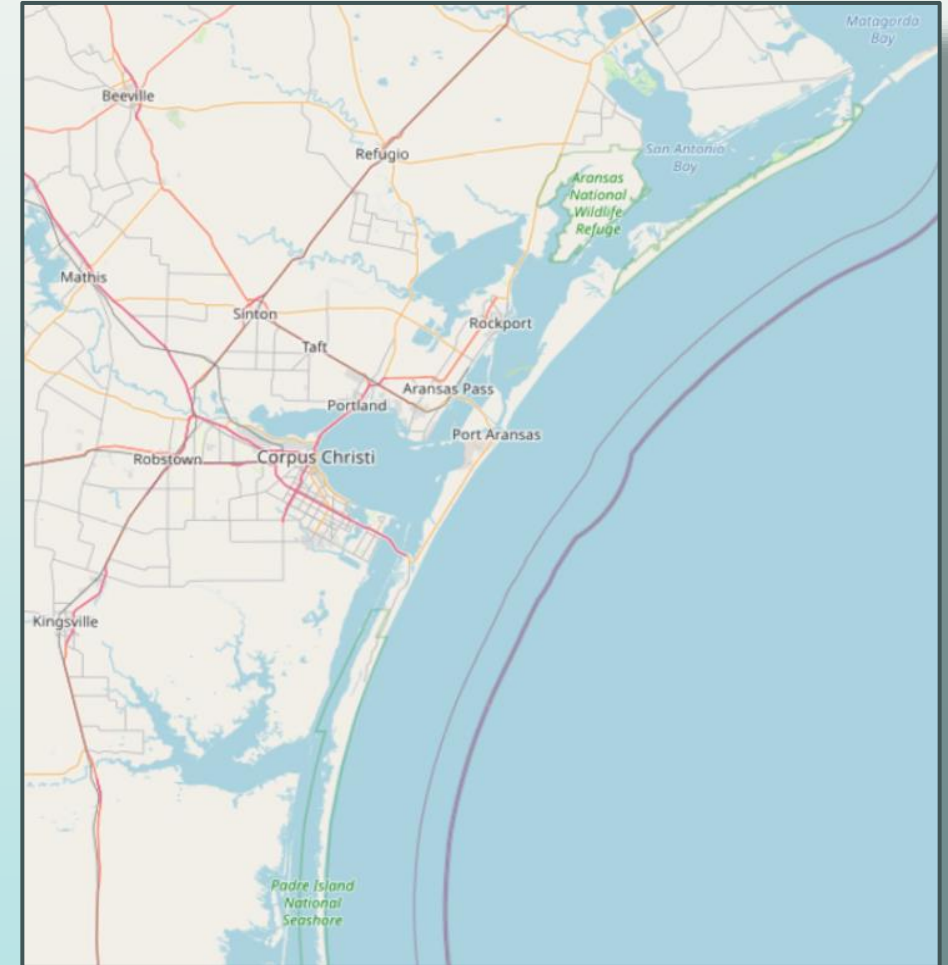 Matagorda
Bay
Beeville
Refugio
San Antonio
Bay
Aransas
National
Wildlife
Refuge
Mathis
Sinton
Rockport
Taft
Aransas Pass
Portland
Port Aransas
Robstown
Corpus Christi
Kingsville
Padre Island
National
Seashore